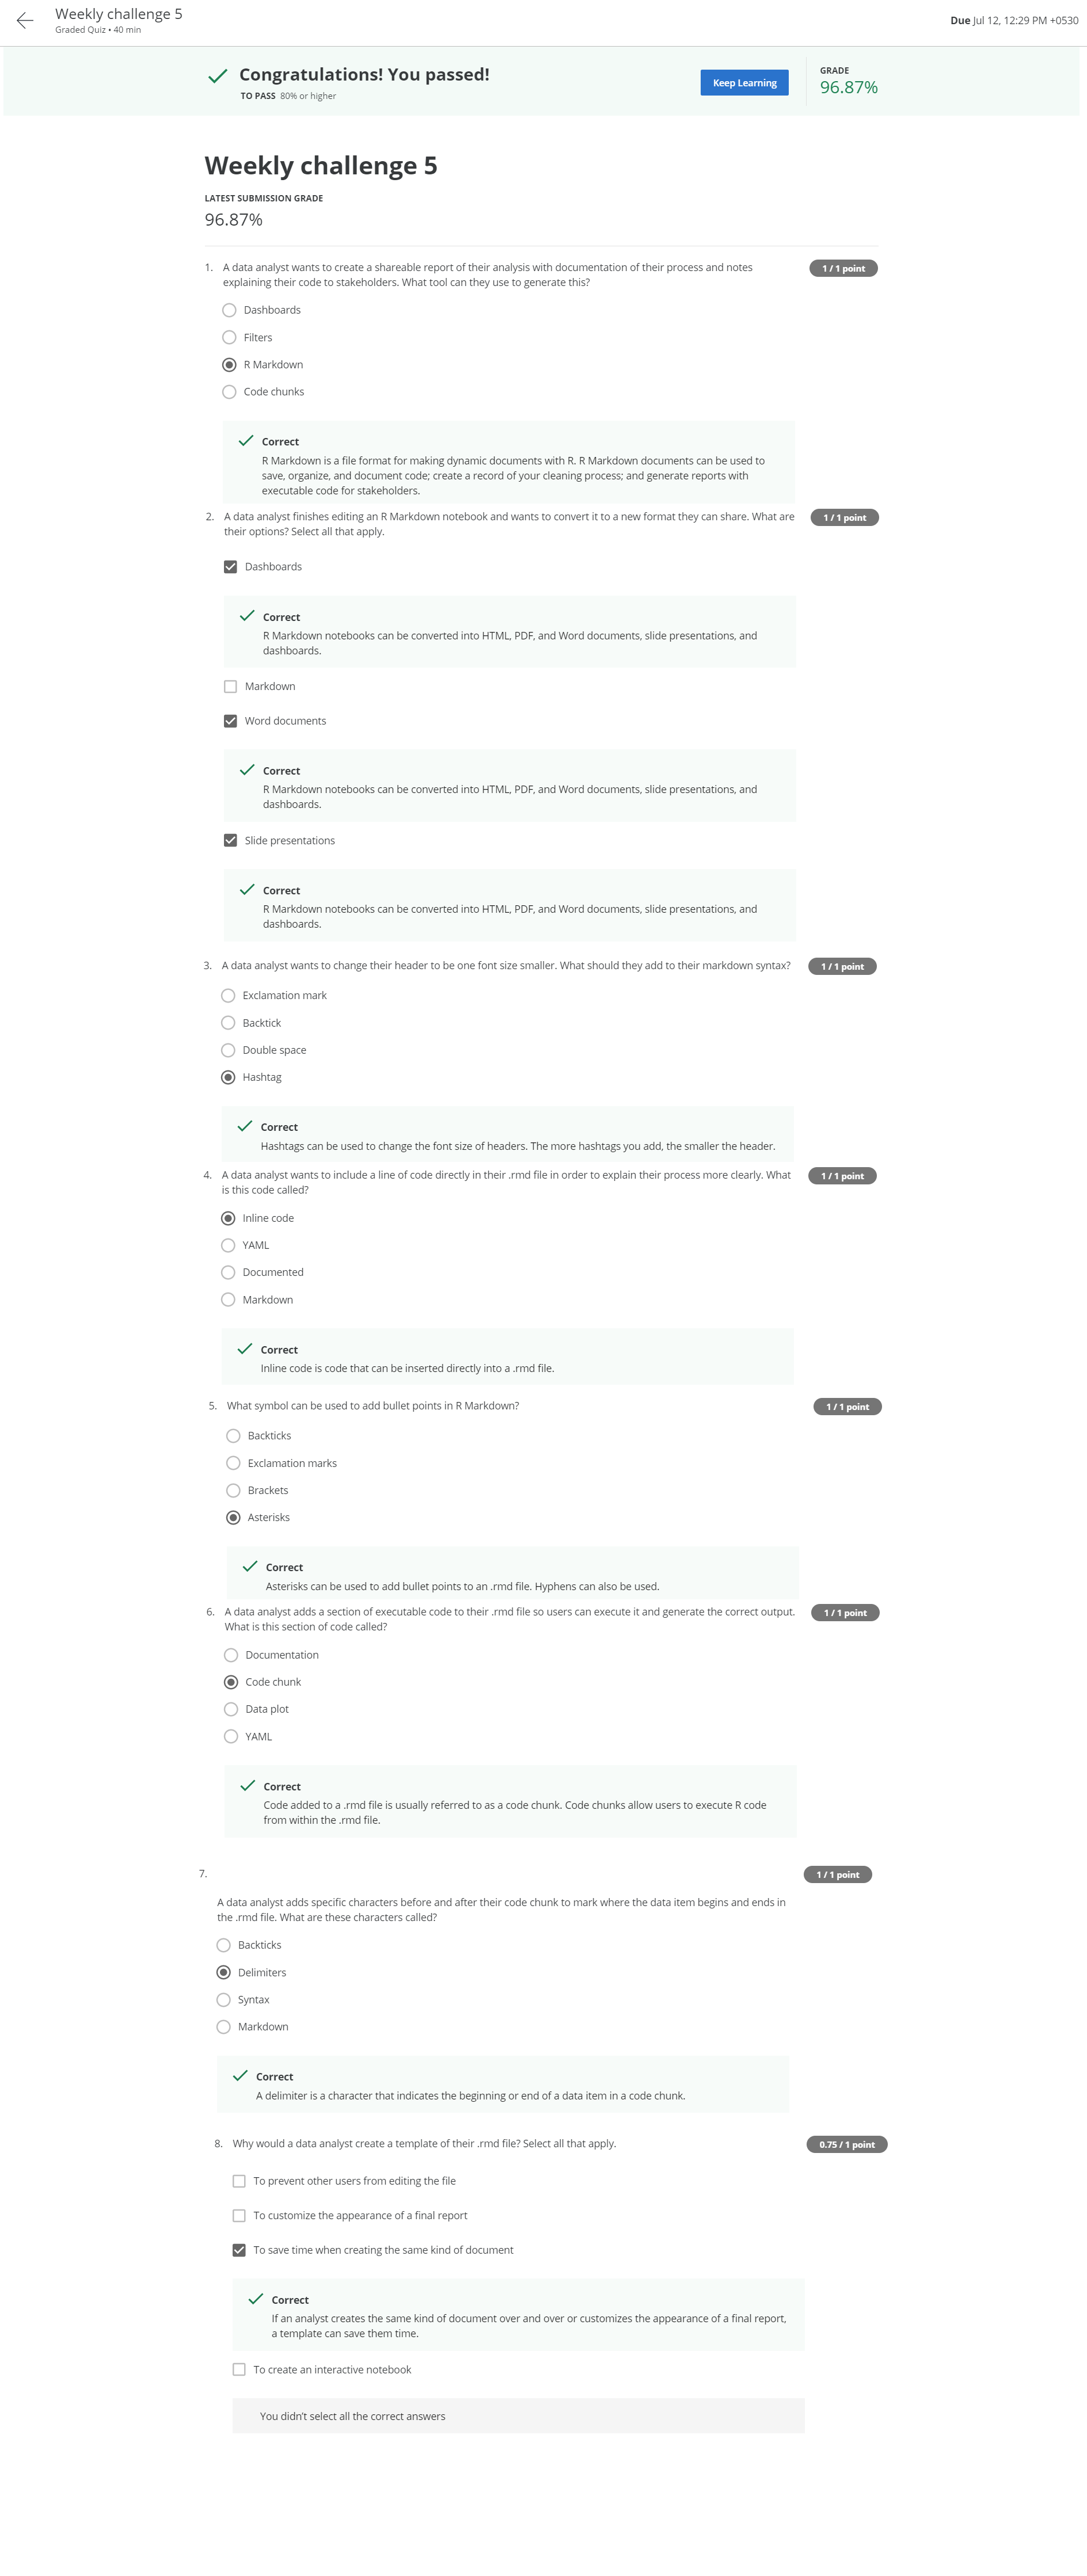 Weekly challenge 5
Graded Quiz • 40 min
Due Jul 12, 12:29 PM +0530
Congratulations! You passed!
TO PASS 80% or higher
Keep Learning
GRADE
96.87%
Weekly challenge 5
LATEST SUBMISSION GRADE
96.87%
1. A data analyst wants to create a shareable report of their analysis with documentation of their process and notes
explaining their code to stakeholders. What tool can they use to generate this?
1 / 1 point
Dashboards
Filters
R Markdown
Code chunks
Correct
R Markdown is a file format for making dynamic documents with R. R Markdown documents can be used to
save, organize, and document code; create a record of your cleaning process; and generate reports with
executable code for stakeholders.
2. A data analyst finishes editing an R Markdown notebook and wants to convert it to a new format they can share. What are
their options? Select all that apply.
1 / 1 point
Dashboards
Correct
R Markdown notebooks can be converted into HTML, PDF, and Word documents, slide presentations, and
dashboards.
Markdown
Word documents
Correct
R Markdown notebooks can be converted into HTML, PDF, and Word documents, slide presentations, and
dashboards.
Slide presentations
Correct
R Markdown notebooks can be converted into HTML, PDF, and Word documents, slide presentations, and
dashboards.
3. A data analyst wants to change their header to be one font size smaller. What should they add to their markdown syntax?
1 / 1 point
Exclamation mark
Backtick
Double space
Hashtag
Correct
Hashtags can be used to change the font size of headers. The more hashtags you add, the smaller the header.
4. A data analyst wants to include a line of code directly in their .rmd file in order to explain their process more clearly. What
is this code called?
1 / 1 point
Inline code
YAML
Documented
Markdown
Correct
Inline code is code that can be inserted directly into a .rmd file.
5. What symbol can be used to add bullet points in R Markdown?
1 / 1 point
Backticks
Exclamation marks
Brackets
Asterisks
Correct
Asterisks can be used to add bullet points to an .rmd file. Hyphens can also be used.
6. A data analyst adds a section of executable code to their .rmd file so users can execute it and generate the correct output.
What is this section of code called?
1 / 1 point
Documentation
Code chunk
Data plot
YAML
Correct
Code added to a .rmd file is usually referred to as a code chunk. Code chunks allow users to execute R code
from within the .rmd file.
7.
1 / 1 point
A data analyst adds specific characters before and after their code chunk to mark where the data item begins and ends in
the .rmd file. What are these characters called?
Backticks
Delimiters
Syntax
Markdown
Correct
A delimiter is a character that indicates the beginning or end of a data item in a code chunk.
8. Why would a data analyst create a template of their .rmd file? Select all that apply.
0.75 / 1 point
To prevent other users from editing the file
To customize the appearance of a final report
To save time when creating the same kind of document
Correct
If an analyst creates the same kind of document over and over or customizes the appearance of a final report,
a template can save them time.
To create an interactive notebook
You didn't select all the correct answers